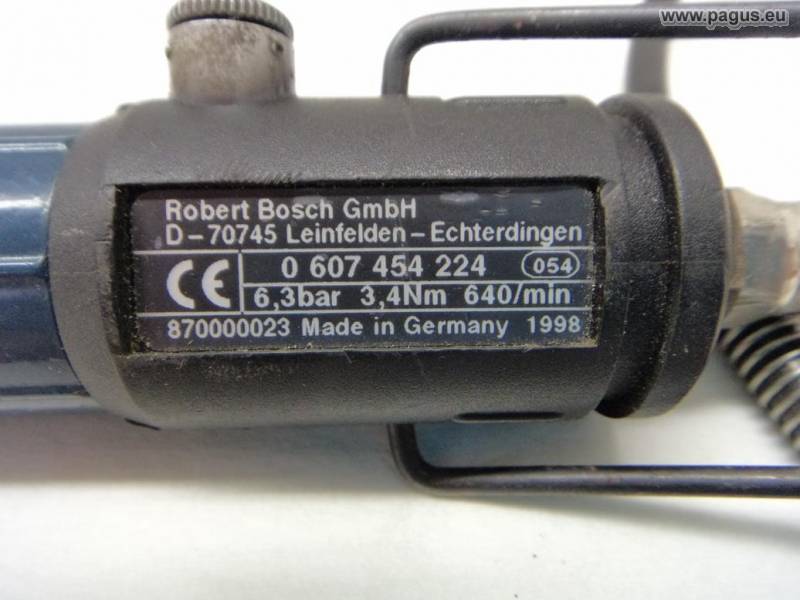 www.pagus.eu
Robert Bosch GmbH
D-70745 Leinfelden-Echterdingen
CE 0 607 454 224 054
6,3bar 3,4Nm 640/min
870000023 Made in Germany 1998